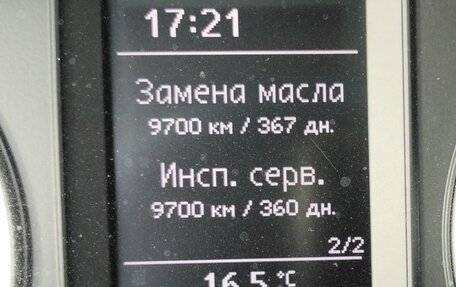 17:21
Замена масла
9700 км / 367 дн.
Инсп. серв.
9700 км / 360 дн.
2/2
16.5 °C